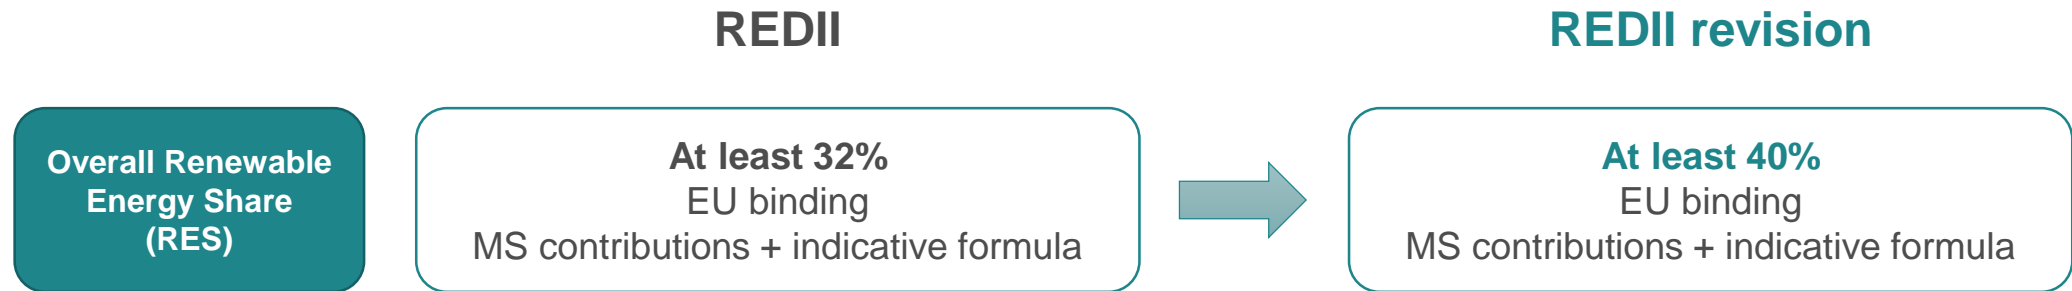 REDII
REDII revision
Overall Renewable
Energy Share
(RES)
At least 32%
EU binding
MS contributions + indicative formula
At least 40%
EU binding
MS contributions + indicative formula